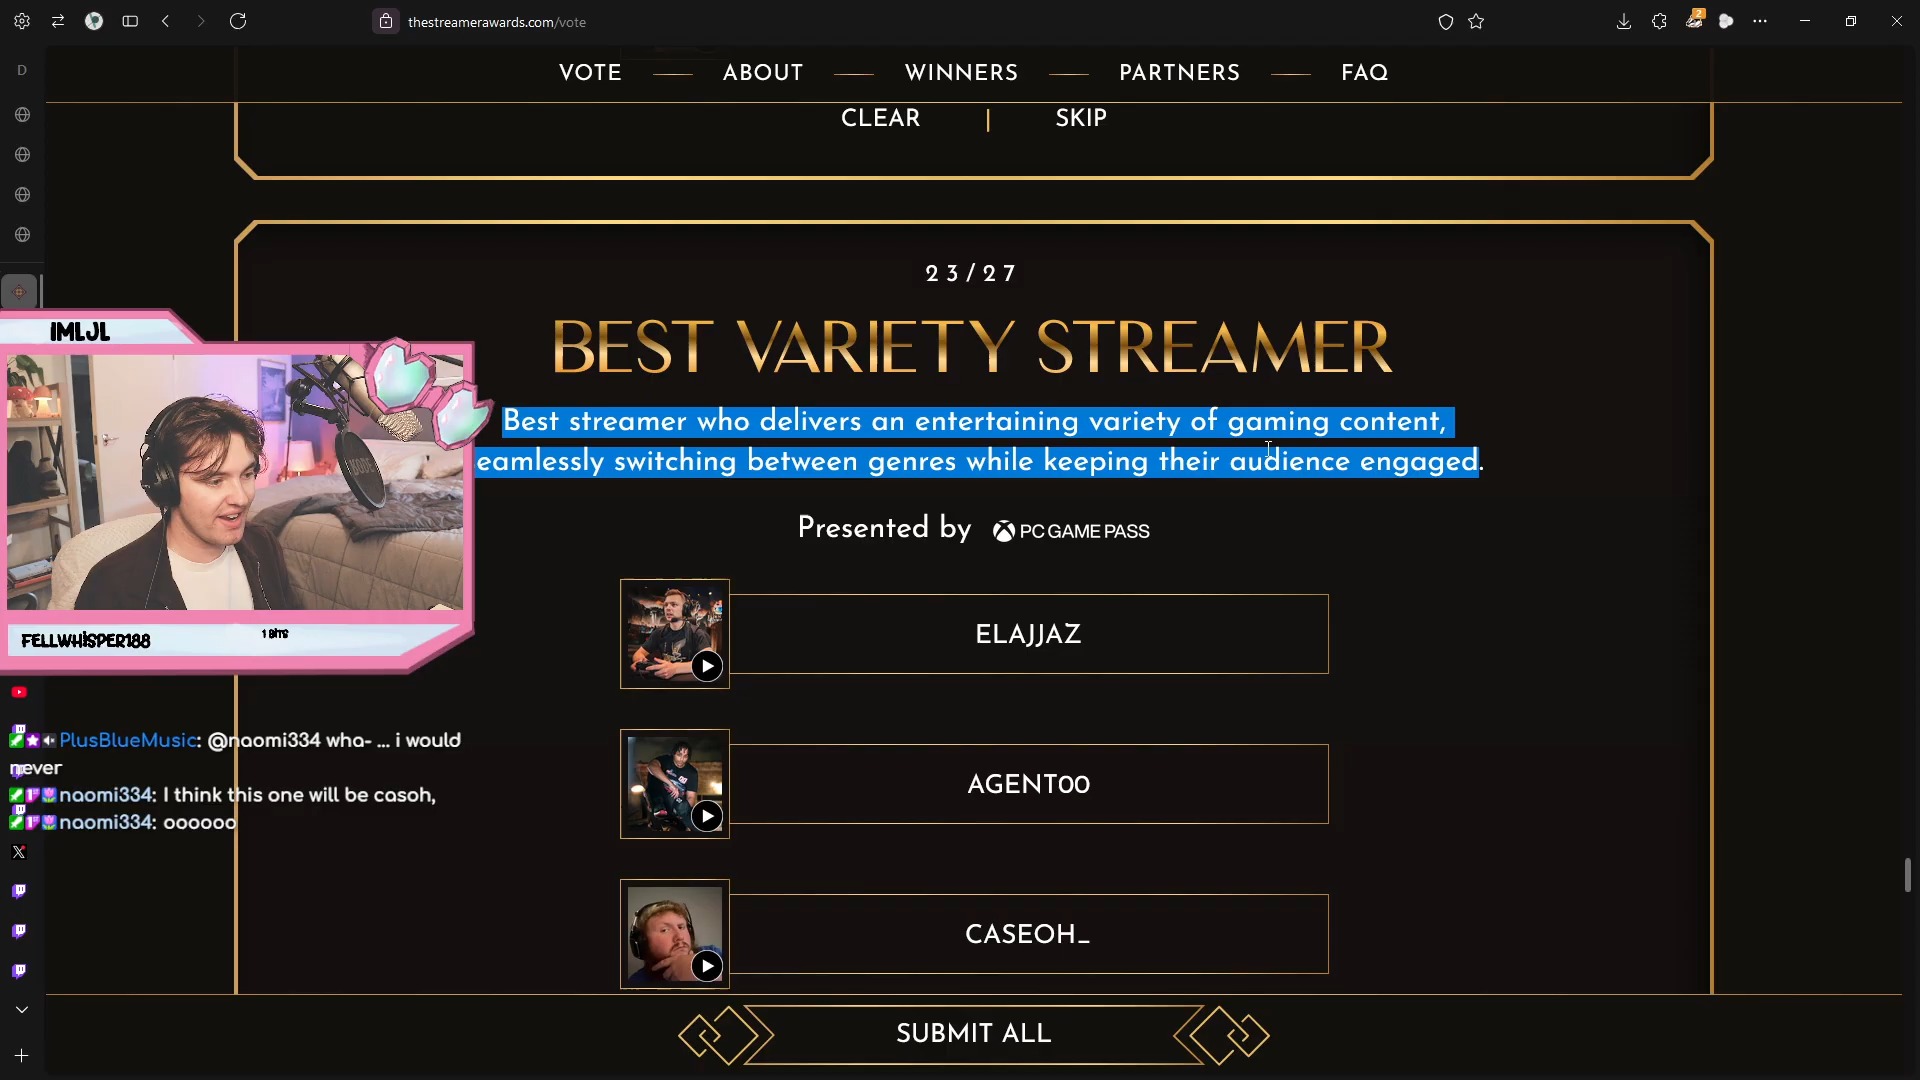 thestreamerawards.com/vote
2
D
VOTE ABOUT WINNERS PARTNERS FAQ
CLEAR | SKIP
23/27
BEST VARIETY STREAMER
Best streamer who delivers an entertaining variety of gaming content,
eamlessly switching between genres while keeping their audience engaged.
Presented by PC GAME PASS
ELAJJAZ
AGENT00
CASEOH_
SUBMIT ALL
IMLJL
RODE
FELLWHISPER188 1 BITS
PlusBlueMusic: @naomi334 wha- ... i would
never
naomi334: I think this one will be casoh,
naomi334: oooooo